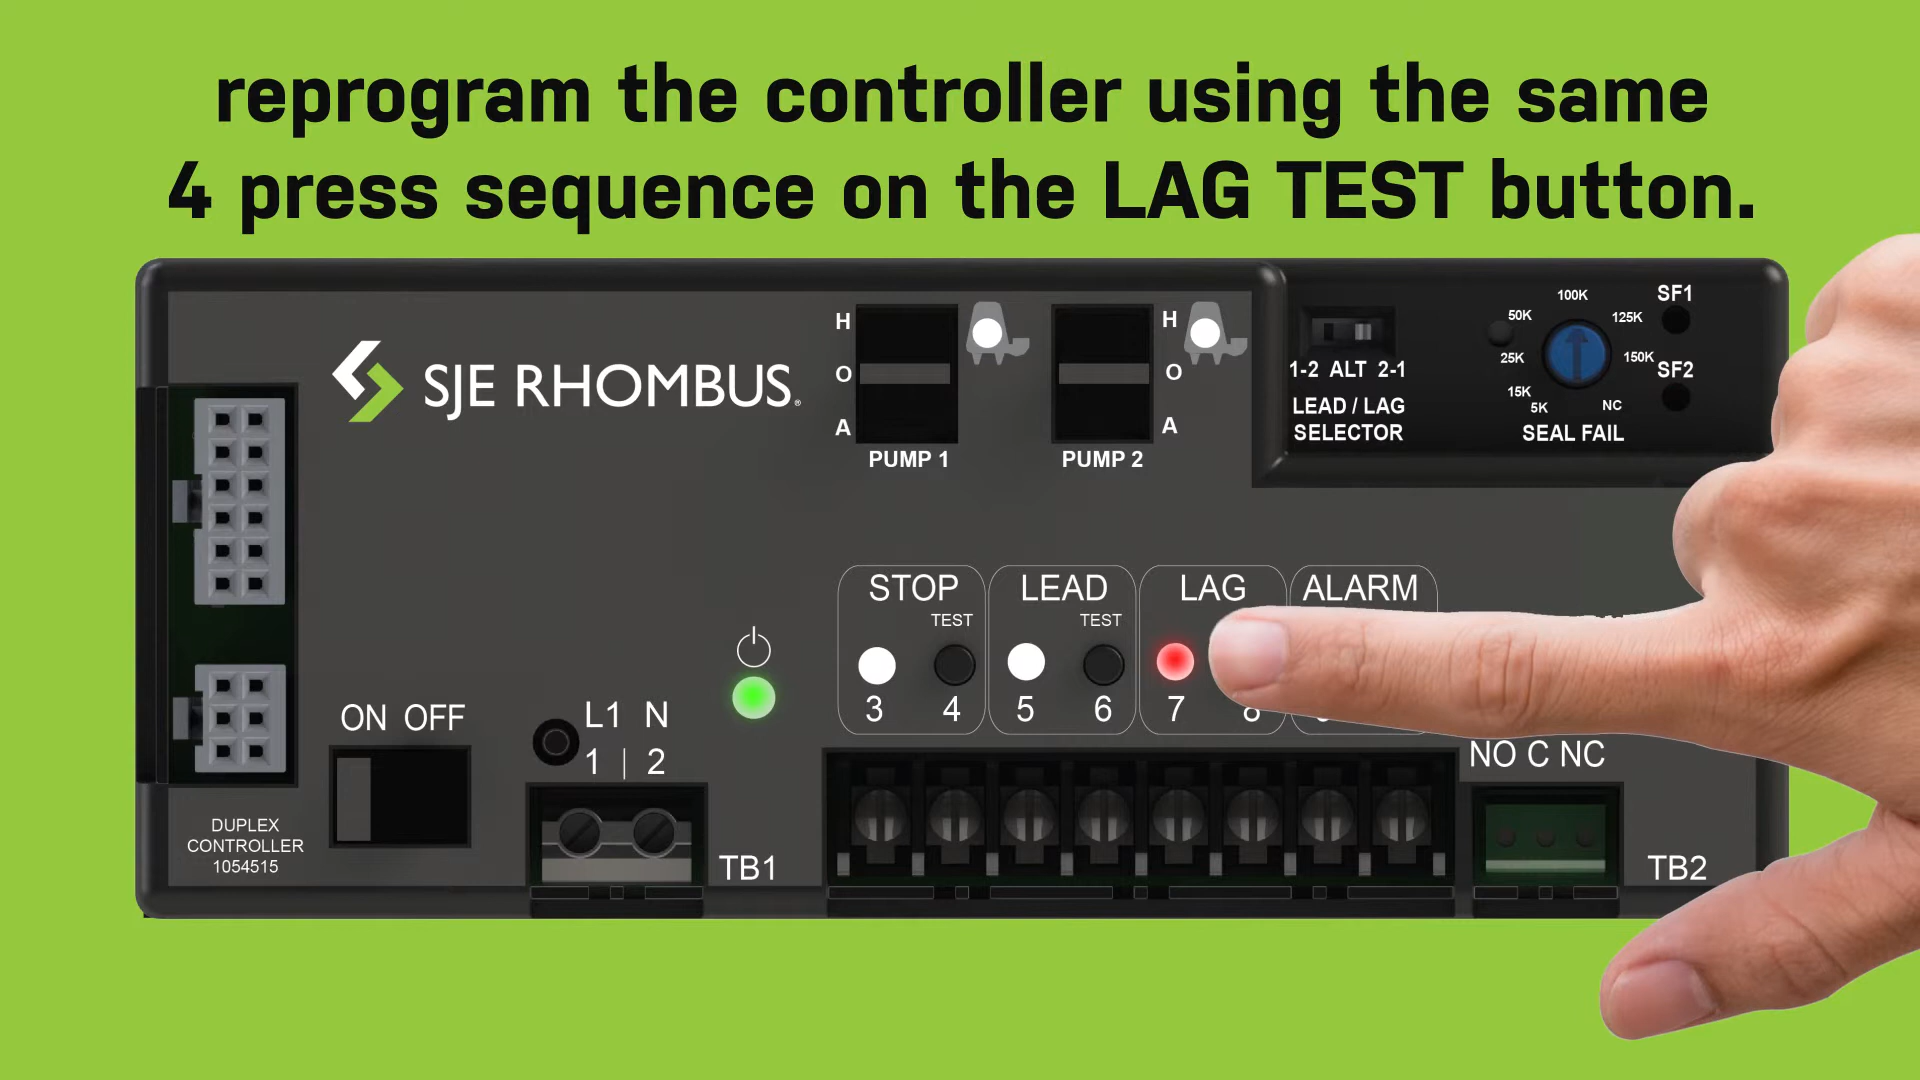 reprogram the controller using the same
4 press sequence on the LAG TEST button.
SJE RHOMBUS®
H
O
A
PUMP 1
H
O
A
PUMP 2
1-2 ALT 2-1
LEAD / LAG
SELECTOR
100K
50K
125K
25K
150K
15K
5K
NC
SEAL FAIL
SF1
SF2
STOP
TEST
3 4
LEAD
TEST
5 6
LAG
7 8
ALARM
ON OFF
L1 N
1 | 2
TB1
NO C NC
TB2
DUPLEX
CONTROLLER
1054515